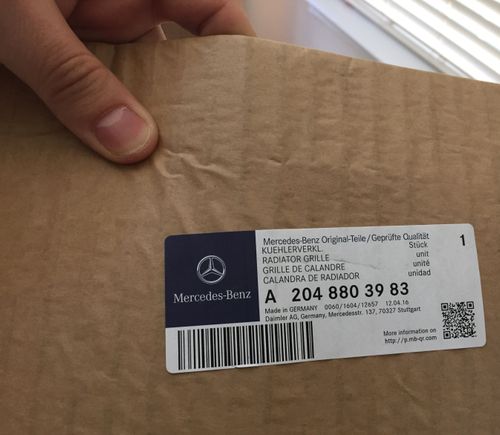 Mercedes-Benz
Mercedes-Benz Original-Teile/Geprüfte Qualität
KUEHLERVERKL. Stück 1
RADIATOR GRILLE unit
GRILLE DE CALANDRE unité
CALANDRA DE RADIADOR unidad
A 204 880 39 83
Made in GERMANY 0060/1604/12657 12.04.16
Daimler AG, Germany, Mercedesstr. 137, 70327 Stuttgart
More information on
http://p.mb-qr.com